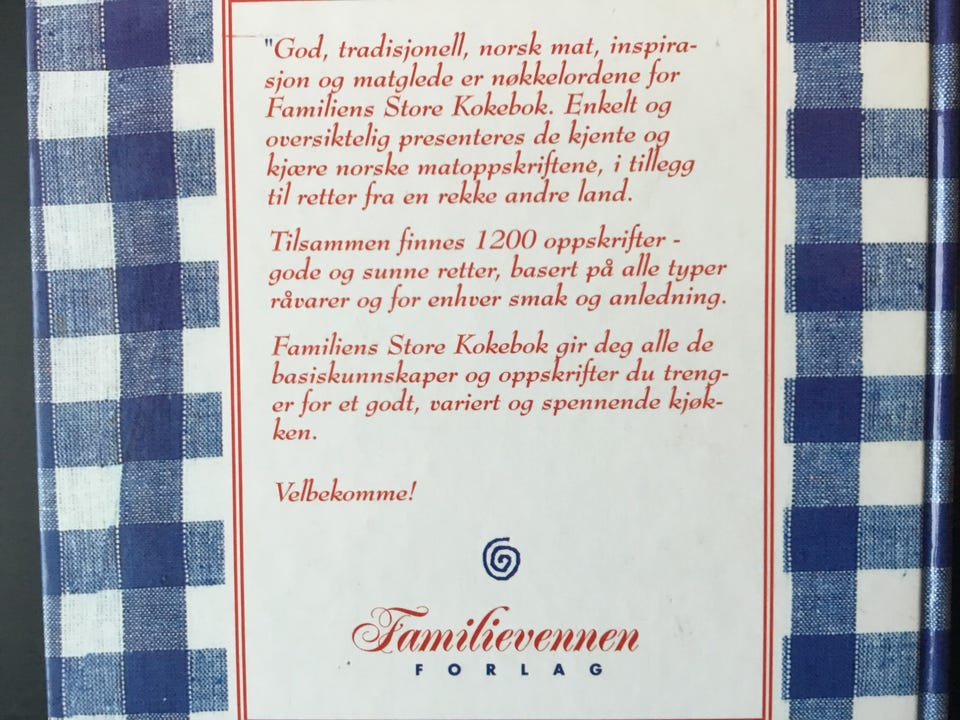 "God, tradisjonell, norsk mat, inspira-
sjon og matglede er nøkkelordene for
Familiens Store Kokebok. Enkelt og
oversiktelig presenteres de kjente og
kjære norske matoppskriftene, i tillegg
til retter fra en rekke andre land.
Tilsammen finnes 1200 oppskrifter -
gode og sunne retter, basert på alle typer
råvarer og for enhver smak og anledning.
Familiens Store Kokebok gir deg alle de
basiskunnskaper og oppskrifter du treng-
er for et godt, variert og spennende kjøk-
ken.
Velbekomme!
Familievennen
FORLAG